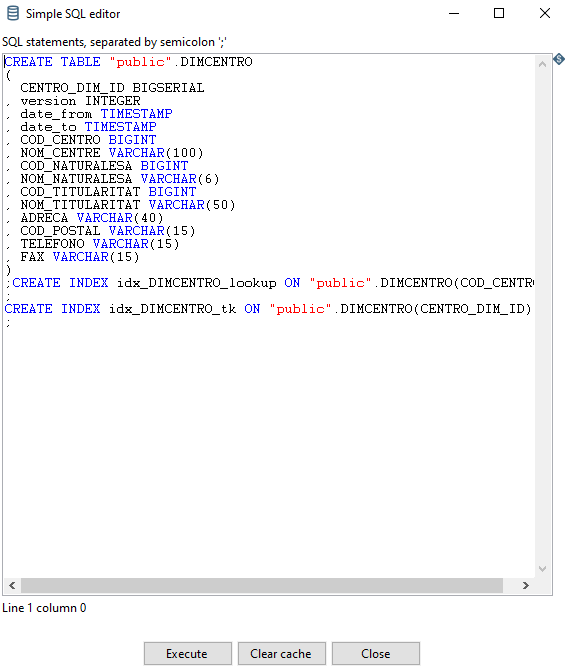 Simple SQL editor
SQL statements, separated by semicolon ';'
CREATE TABLE "public".DIMCENTRO
(
  CENTRO_DIM_ID BIGSERIAL
, version INTEGER
, date_from TIMESTAMP
, date_to TIMESTAMP
, COD_CENTRO BIGINT
, NOM_CENTRE VARCHAR(100)
, COD_NATURALESA BIGINT
, NOM_NATURALESA VARCHAR(6)
, COD_TITULARITAT BIGINT
, NOM_TITULARITAT VARCHAR(50)
, ADRECA VARCHAR(40)
, COD_POSTAL VARCHAR(15)
, TELEFONO VARCHAR(15)
, FAX VARCHAR(15)
)
;CREATE INDEX idx_DIMCENTRO_lookup ON "public".DIMCENTRO(COD_CENTR
;
CREATE INDEX idx_DIMCENTRO_tk ON "public".DIMCENTRO(CENTRO_DIM_ID)
;
Line 1 column 0
Execute Clear cache Close